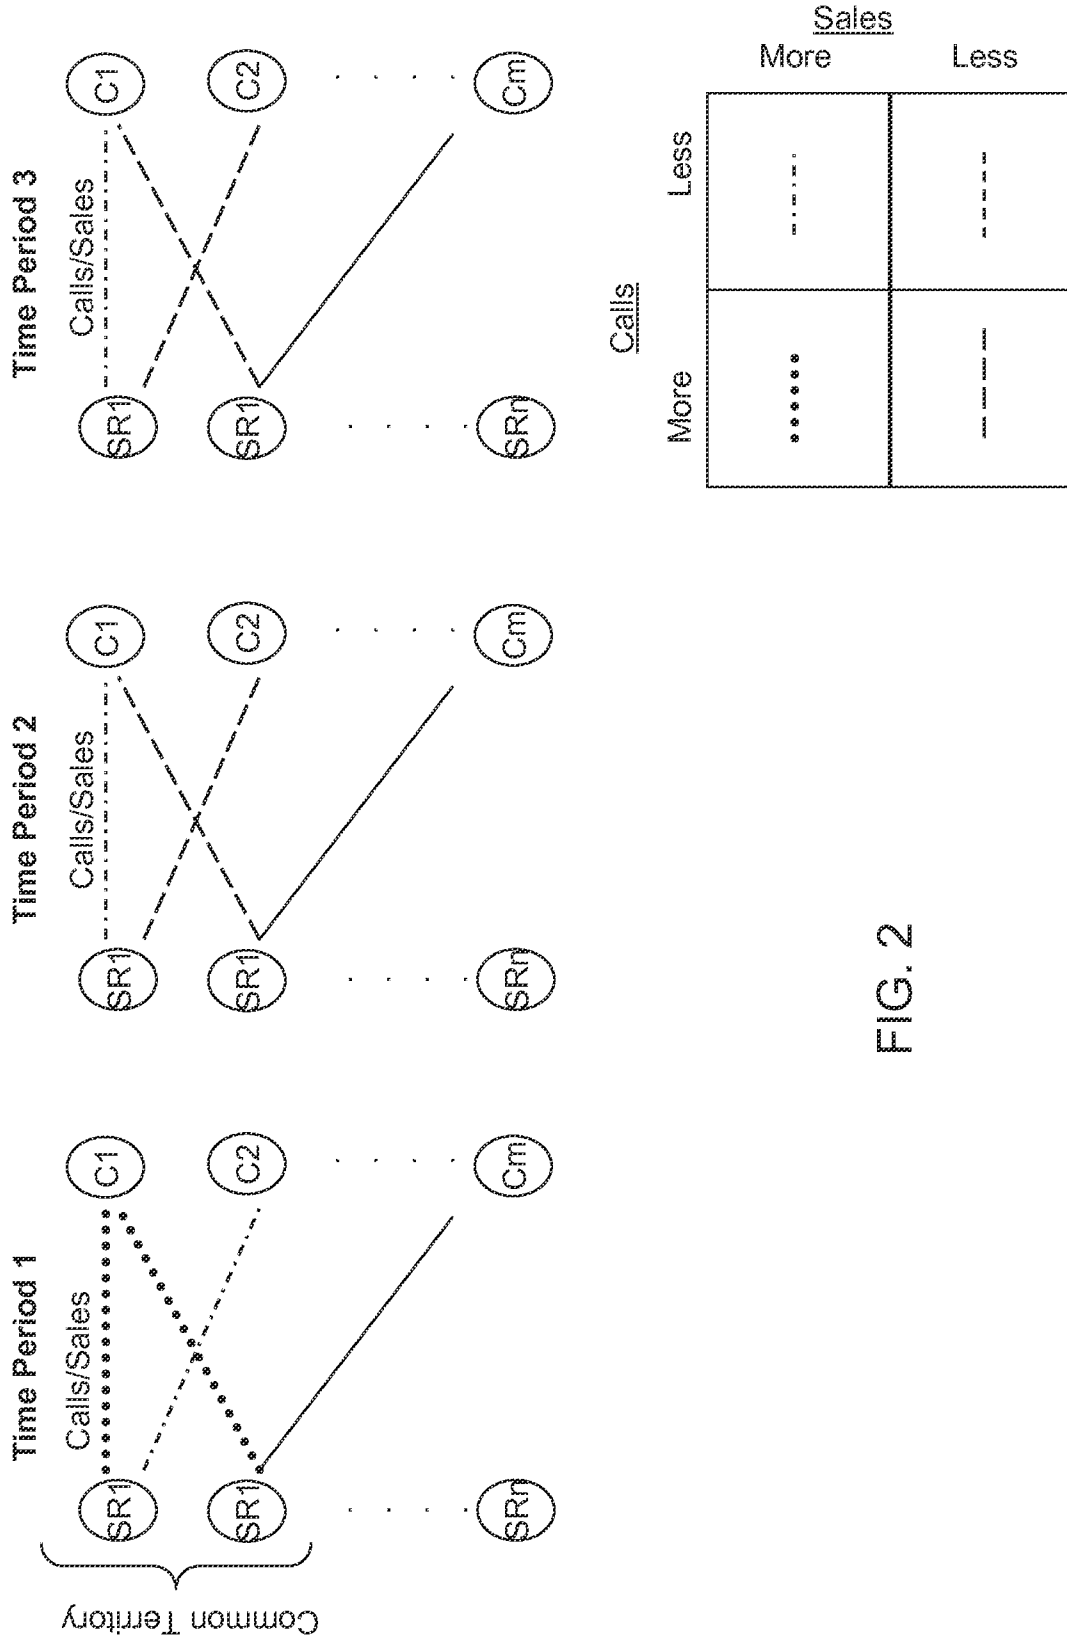 Time Period 1
Calls/Sales
Common Territory
SR1
SR1
SRn
C1
C2
Cm
Time Period 2
Calls/Sales
SR1
SR1
SRn
C1
C2
Cm
Time Period 3
Calls/Sales
SR1
SR1
SRn
C1
C2
Cm
Calls
More
Less
Sales
More
Less
FIG. 2